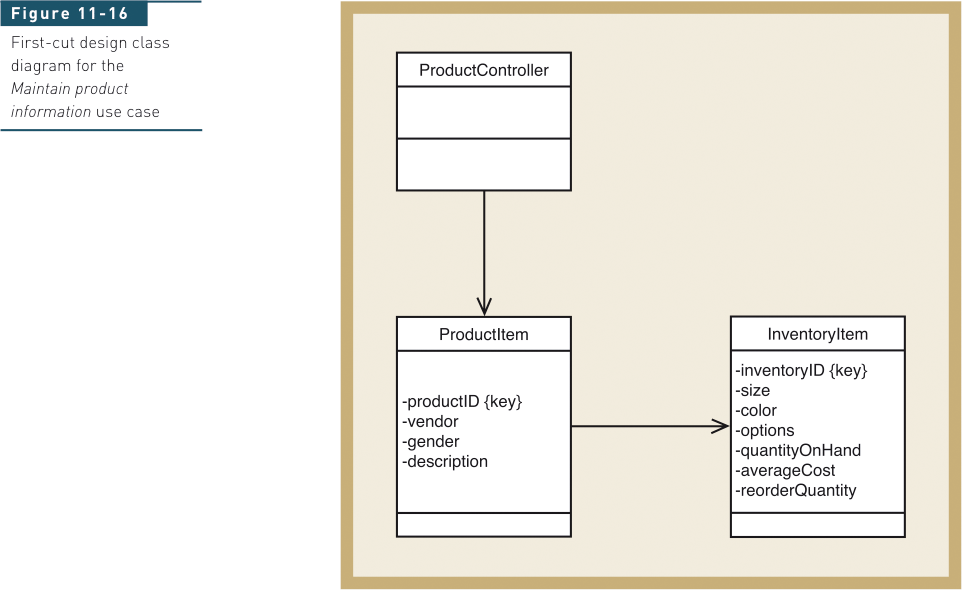 Figure 11-16
First-cut design class
diagram for the
Maintain product
information use case
ProductController
ProductItem
-productID {key}
-vendor
-gender
-description
InventoryItem
-inventoryID {key}
-size
-color
-options
-quantityOnHand
-averageCost
-reorderQuantity